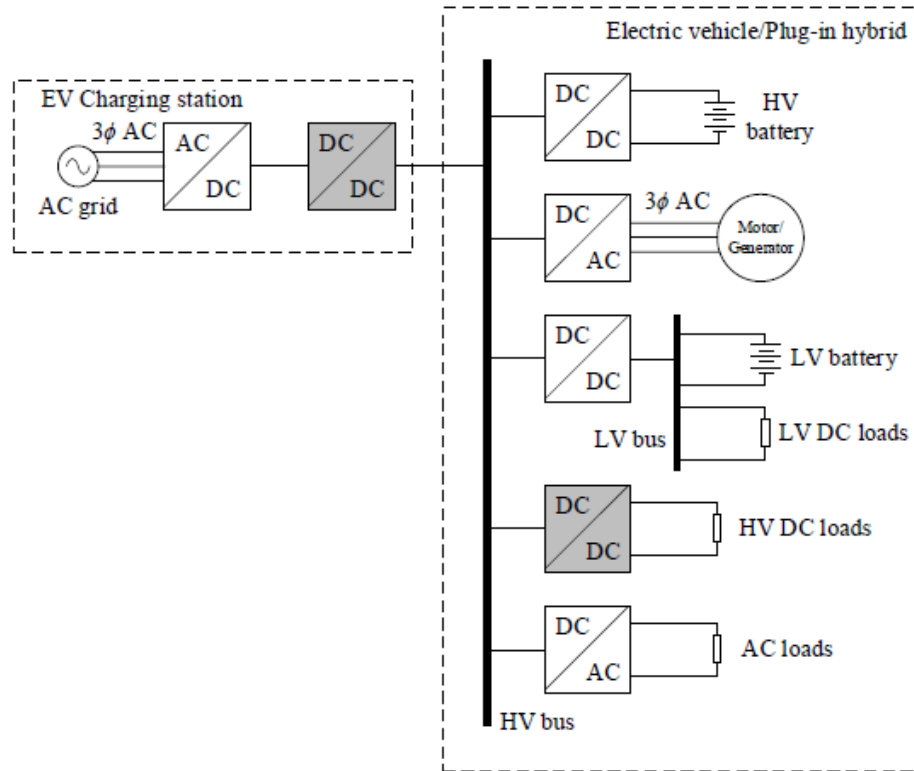 Electric vehicle/Plug-in hybrid
EV Charging station
3ϕ AC
AC grid
AC
DC
DC
DC
DC
DC
HV
battery
DC
AC
3ϕ AC
Motor/
Generator
DC
DC
LV battery
LV bus
LV DC loads
DC
DC
HV DC loads
DC
AC
AC loads
HV bus